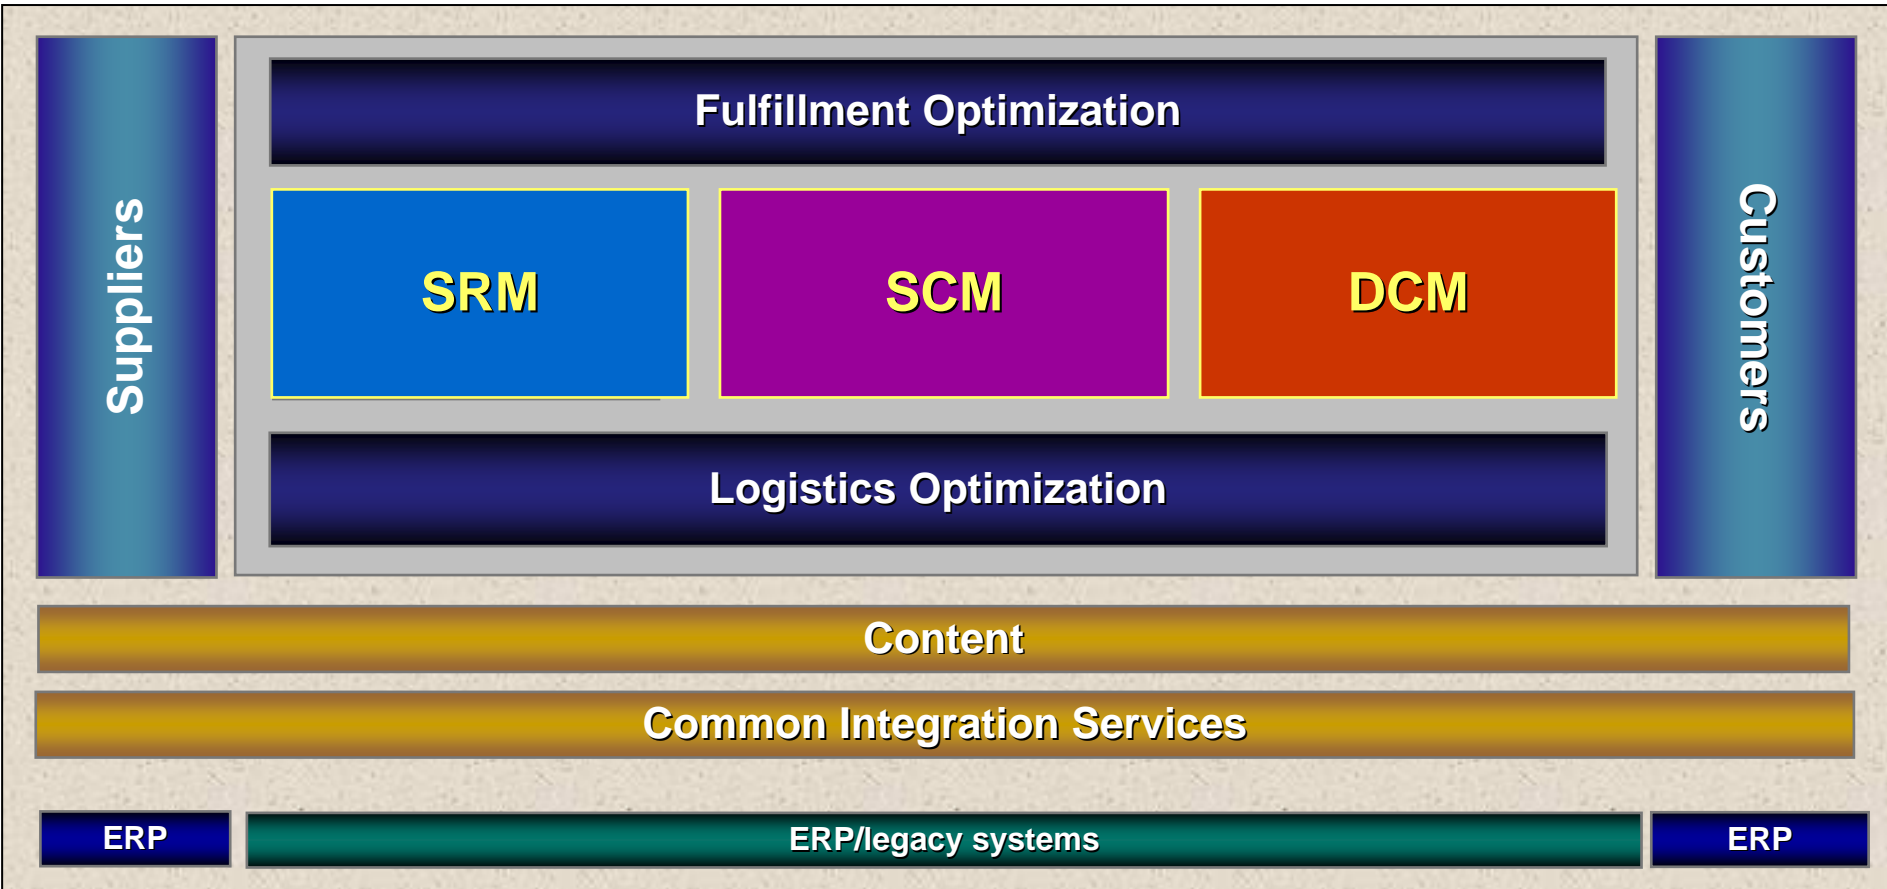 Fulfillment Optimization
Suppliers
SRM
SCM
DCM
Customers
Logistics Optimization
Content
Common Integration Services
ERP
ERP/legacy systems
ERP